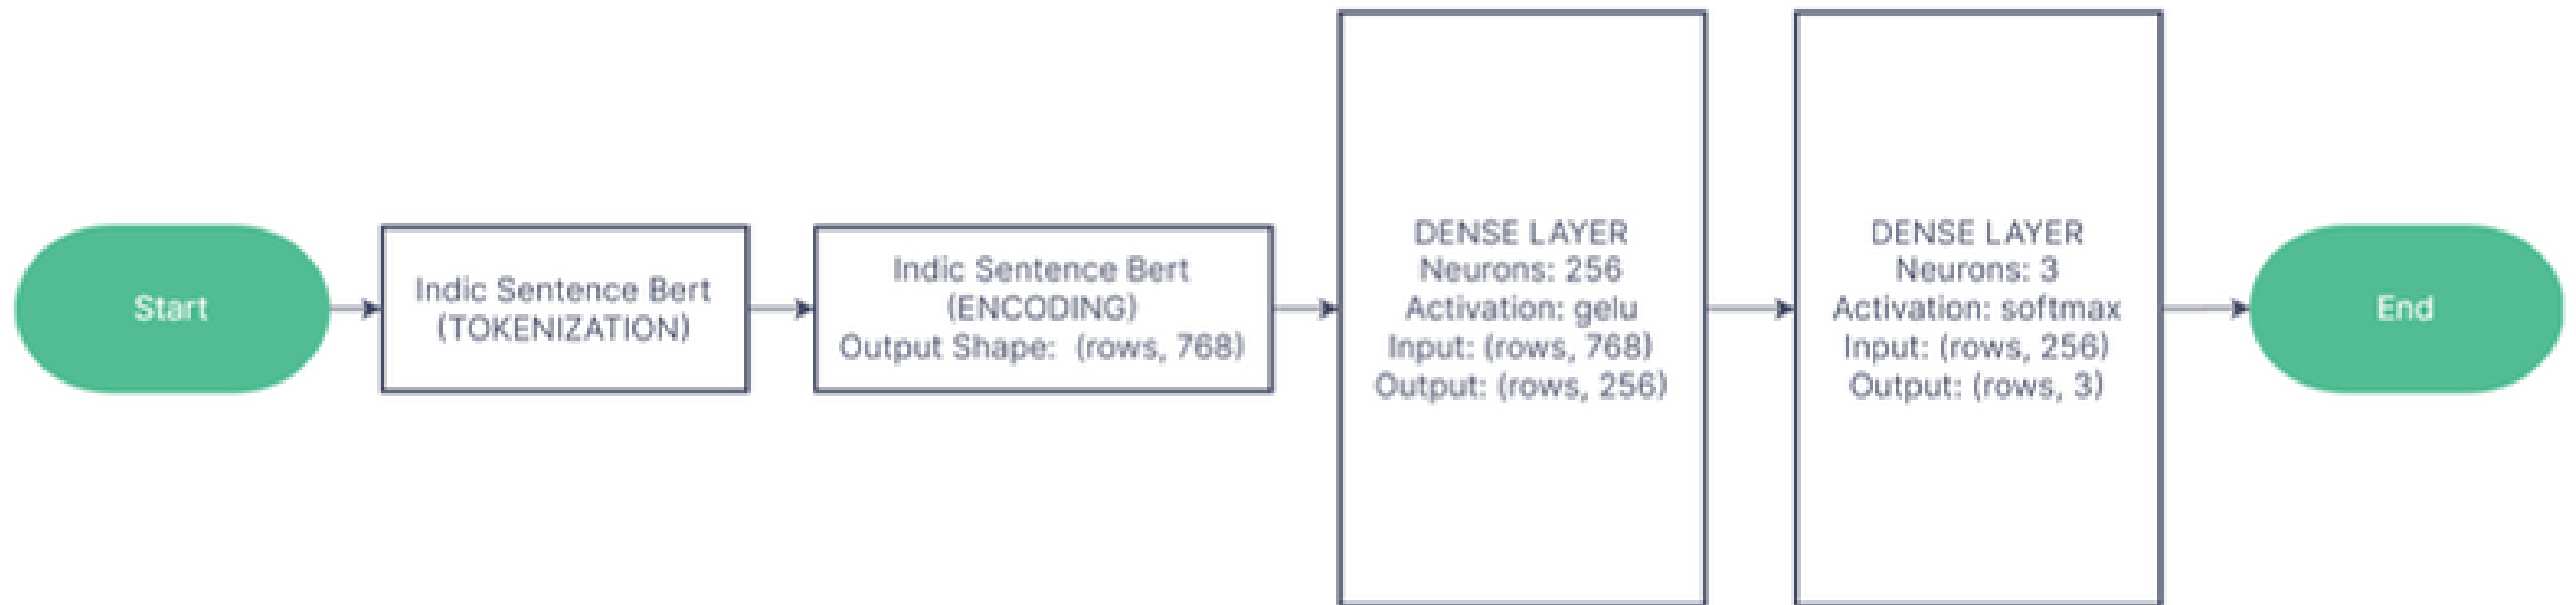 Start
Indic Sentence Bert
(TOKENIZATION)
Indic Sentence Bert
(ENCODING)
Output Shape: (rows, 768)
DENSE LAYER
Neurons: 256
Activation: gelu
Input: (rows, 768)
Output: (rows, 256)
DENSE LAYER
Neurons: 3
Activation: softmax
Input: (rows, 256)
Output: (rows, 3)
End